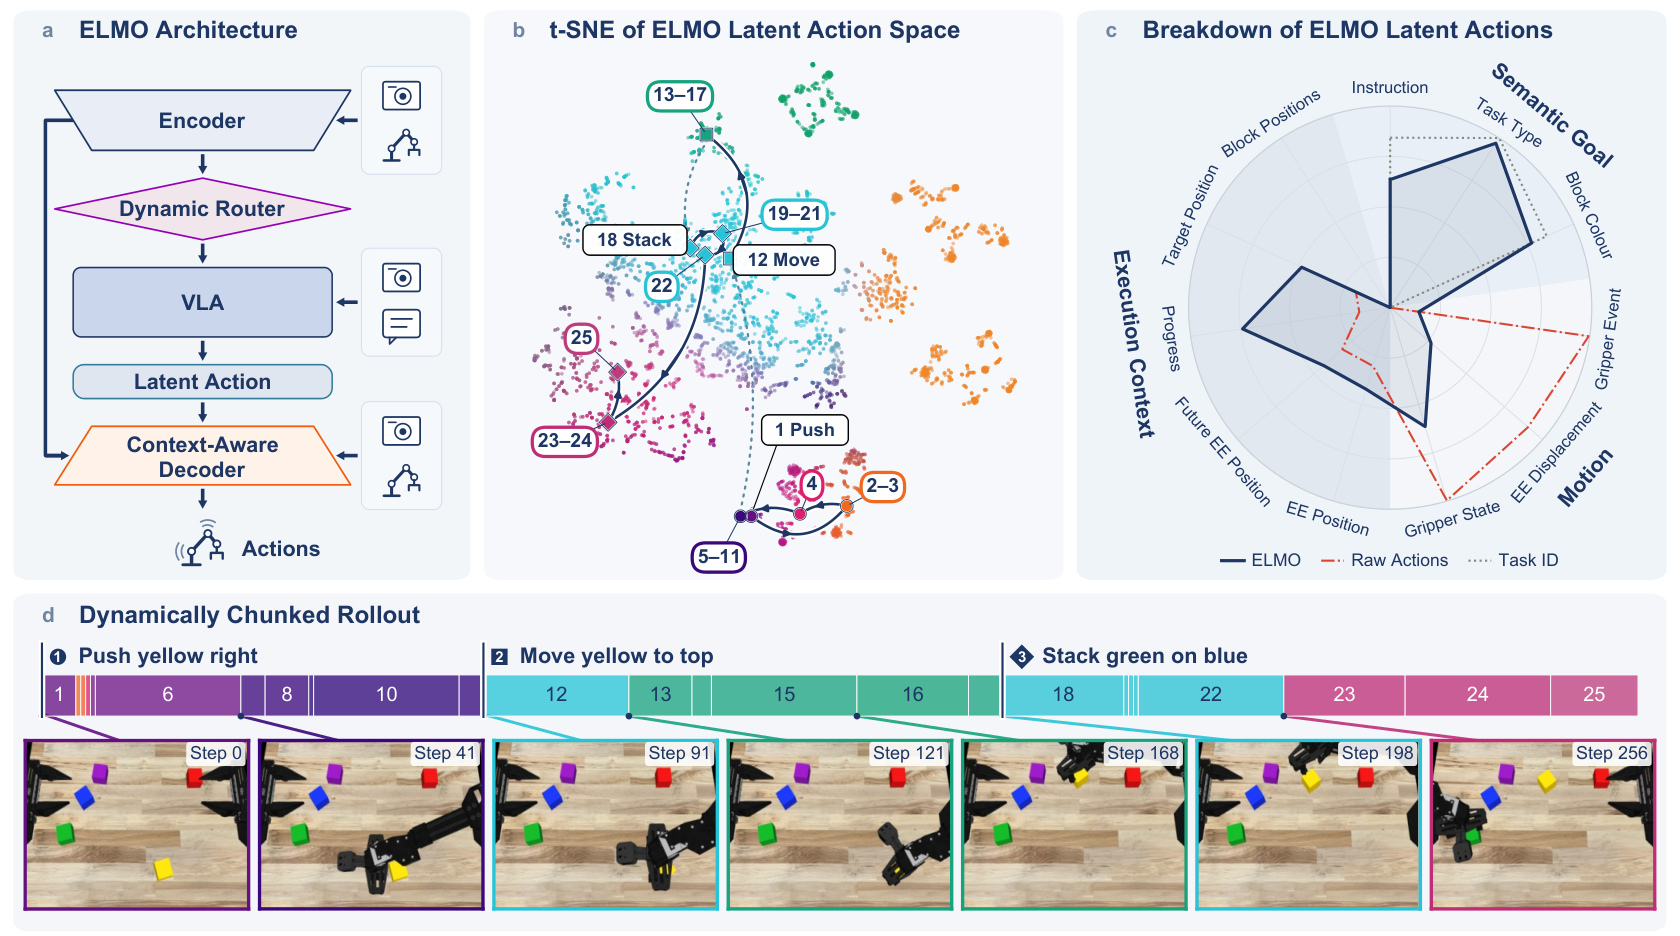 a ELMO Architecture
Encoder
Dynamic Router
VLA
Latent Action
Context-Aware
Decoder
Actions
b t-SNE of ELMO Latent Action Space
13–17
19–21
18 Stack
12 Move
22
25
23–24
1 Push
4
2–3
5–11
c Breakdown of ELMO Latent Actions
Semantic Goal
Instruction
Task Type
Block Colour
Gripper Event
EE Displacement
Motion
Gripper State
EE Position
Future EE Position
Progress
Execution Context
Target Position
Block Positions
ELMO Raw Actions Task ID
d Dynamically Chunked Rollout
1 Push yellow right
2 Move yellow to top
3 Stack green on blue
1 6 8 10 12 13 15 16 18 22 23 24 25
Step 0
Step 41
Step 91
Step 121
Step 168
Step 198
Step 256